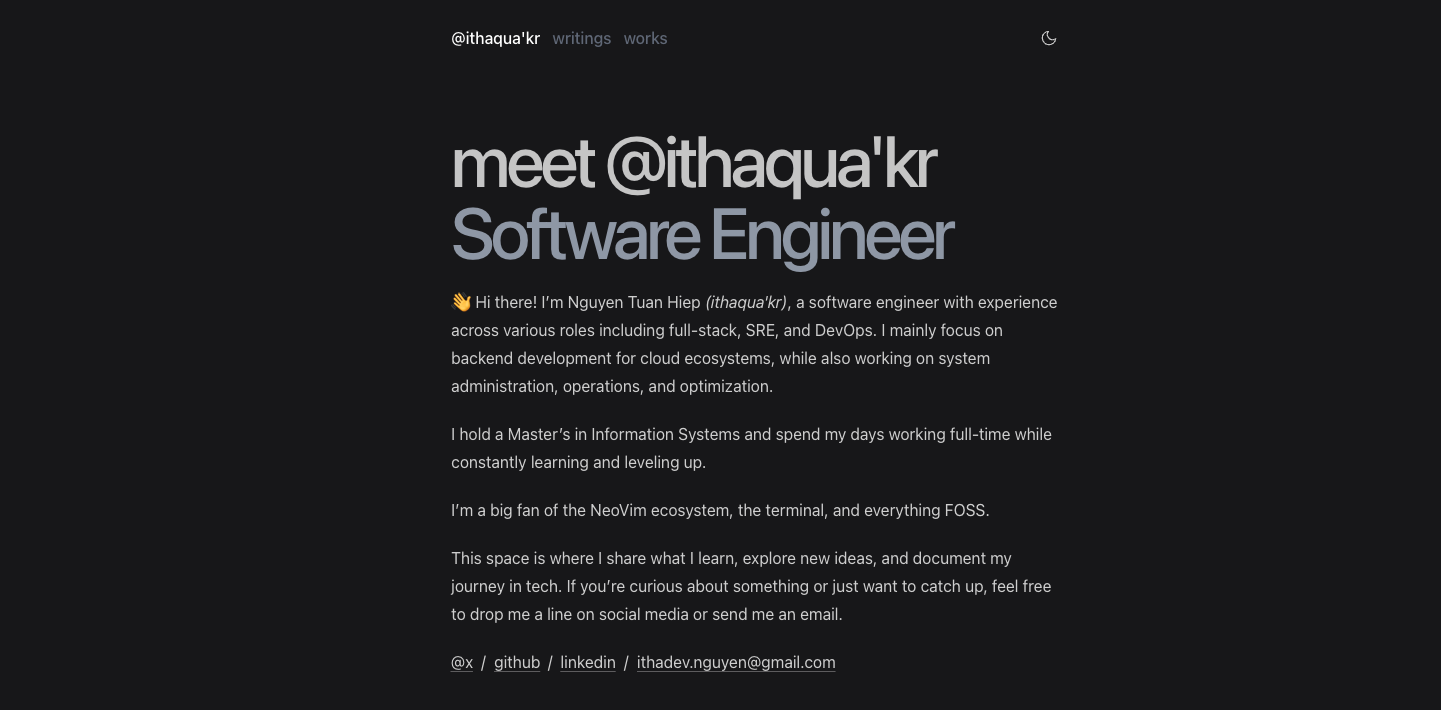 @ithaqua'kr writings works
meet @ithaqua'kr
Software Engineer
👋 Hi there! I’m Nguyen Tuan Hiep (ithaqua'kr), a software engineer with experience
across various roles including full-stack, SRE, and DevOps. I mainly focus on
backend development for cloud ecosystems, while also working on system
administration, operations, and optimization.
I hold a Master’s in Information Systems and spend my days working full-time while
constantly learning and leveling up.
I’m a big fan of the NeoVim ecosystem, the terminal, and everything FOSS.
This space is where I share what I learn, explore new ideas, and document my
journey in tech. If you’re curious about something or just want to catch up, feel free
to drop me a line on social media or send me an email.
@x / github / linkedin / ithadev.nguyen@gmail.com